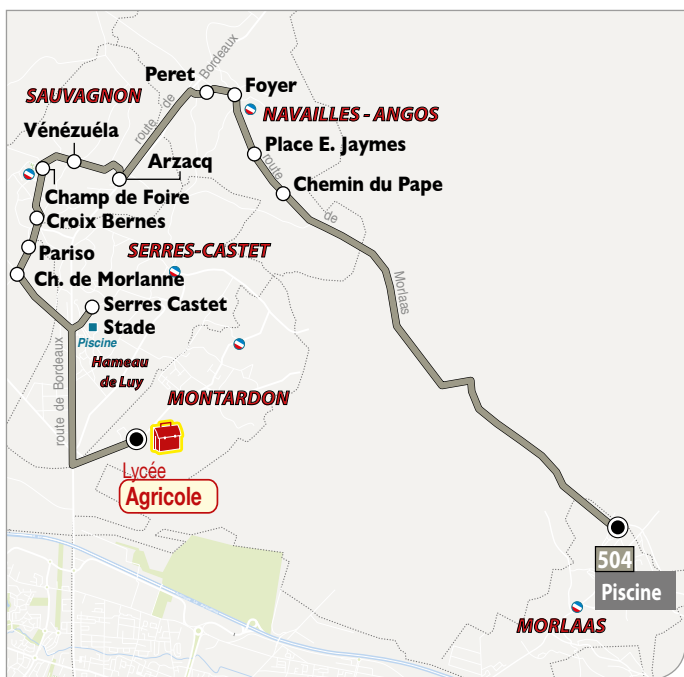 Peret
route de Bordeaux
Foyer
SAUVAGNON
NAVAILLES - ANGOS
Vénézuéla
Place E. Jaymes
Arzacq
route de Morlaas
Chemin du Pape
Champ de Foire
Croix Bernes
Pariso
SERRES-CASTET
Ch. de Morlanne
Serres Castet
Stade
Piscine
Hameau
de Luy
route de Bordeaux
MONTARDON
Lycée
Agricole
504
Piscine
MORLAAS